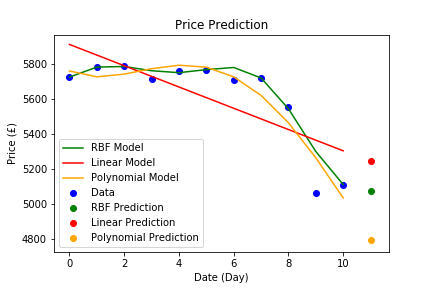 Price Prediction
Price (£)
5800
5600
5400
5200
5000
4800
RBF Model
Linear Model
Polynomial Model
Data
RBF Prediction
Linear Prediction
Polynomial Prediction
0 2 4 6 8 10
Date (Day)